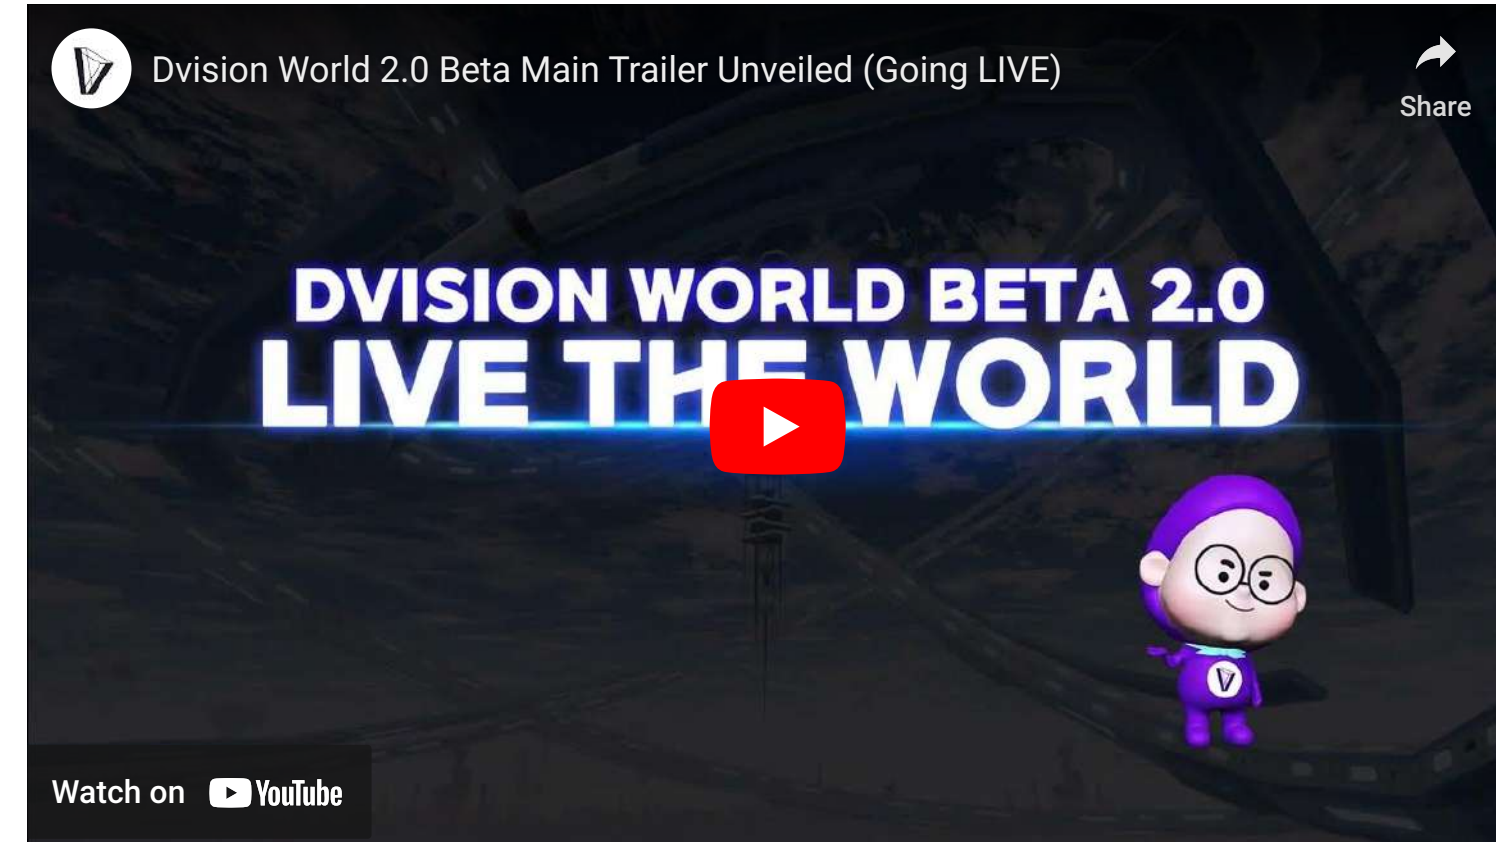 Dvision World 2.0 Beta Main Trailer Unveiled (Going LIVE)
Share
DVISION WORLD BETA 2.0
LIVE THE WORLD
Watch on YouTube